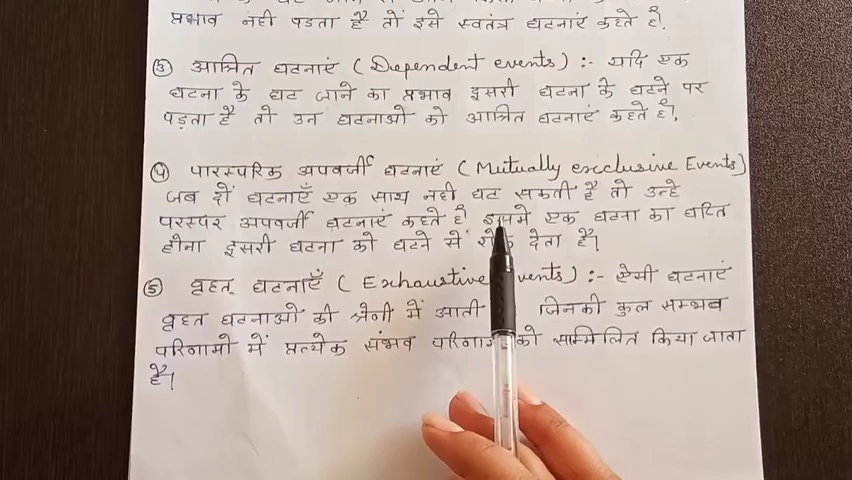 प्रभाव नही पड़ता है तों इसे स्वतंत्र घटनाएं कहते है.
③ आश्रित घटनाएं ( Dependent events) :- यदि एक
घटना के घट जाने का प्रभाव दूसरी घटना के घटने पर
पड़ता है तो उन घटनाओ को आश्रित घटनाएं कहते है.
④ पारस्परिक अपवर्जी घटनाएं ( Mutually exclusive Events)
जब दों घटनाएँ एक साथ नही घट सकती है तो उन्हे
परस्पर अपवर्जी घटनाएं कहते है इसमे एक घटना का घटित
होना दूसरी घटना को घटने सें देता है।
⑤ वृहत् घटनाएँ ( Exhaustive :- ऐसी घटनाएं
वृहत घटनाओ की श्रेणी में आती जिनकी कुल सम्भव
परिणामो में प्रत्येक संभव को सम्मिलित किया जाता
है।